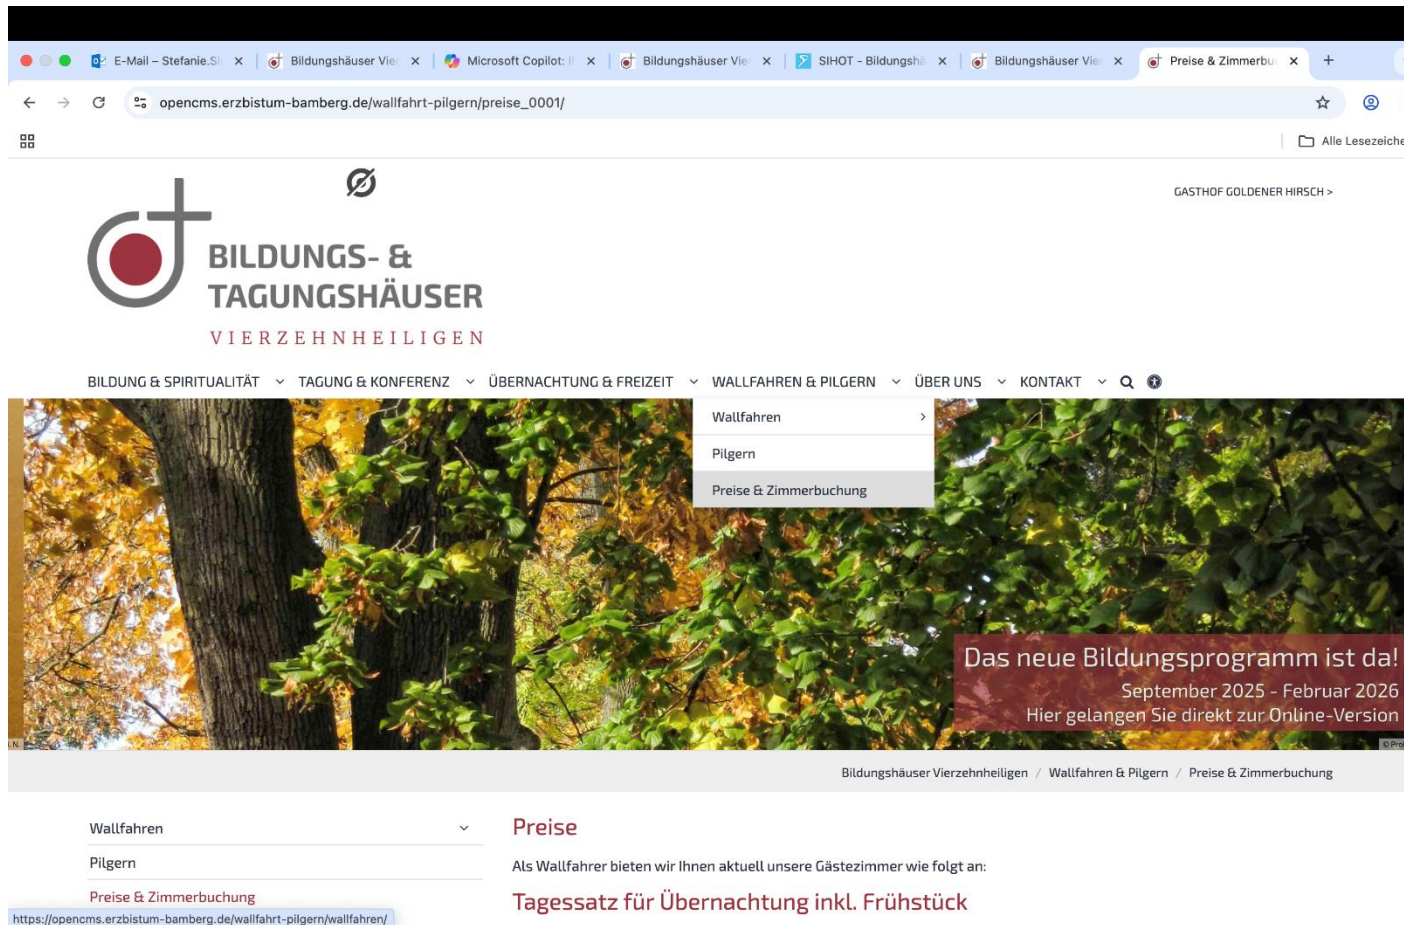 E-Mail – Stefanie.Si
Bildungshäuser Vie
Microsoft Copilot: I
Bildungshäuser Vie
SIHOT - Bildungshä
Bildungshäuser Vie
Preise & Zimmerbu
opencms.erzbistum-bamberg.de/wallfahrt-pilgern/preise_0001/
Alle Lesezeiche
GASTHOF GOLDENER HIRSCH >
BILDUNGS- &
TAGUNGSHÄUSER
VIERZEHNHEILIGEN
BILDUNG & SPIRITUALITÄT TAGUNG & KONFERENZ ÜBERNACHTUNG & FREIZEIT WALLFAHREN & PILGERN ÜBER UNS KONTAKT
Wallfahren
Pilgern
Preise & Zimmerbuchung
Das neue Bildungsprogramm ist da!
September 2025 - Februar 2026
Hier gelangen Sie direkt zur Online-Version
Bildungshäuser Vierzehnheiligen / Wallfahren & Pilgern / Preise & Zimmerbuchung
Wallfahren
Pilgern
Preise & Zimmerbuchung
https://opencms.erzbistum-bamberg.de/wallfahrt-pilgern/wallfahren/
Preise
Als Wallfahrer bieten wir Ihnen aktuell unsere Gästezimmer wie folgt an:
Tagessatz für Übernachtung inkl. Frühstück